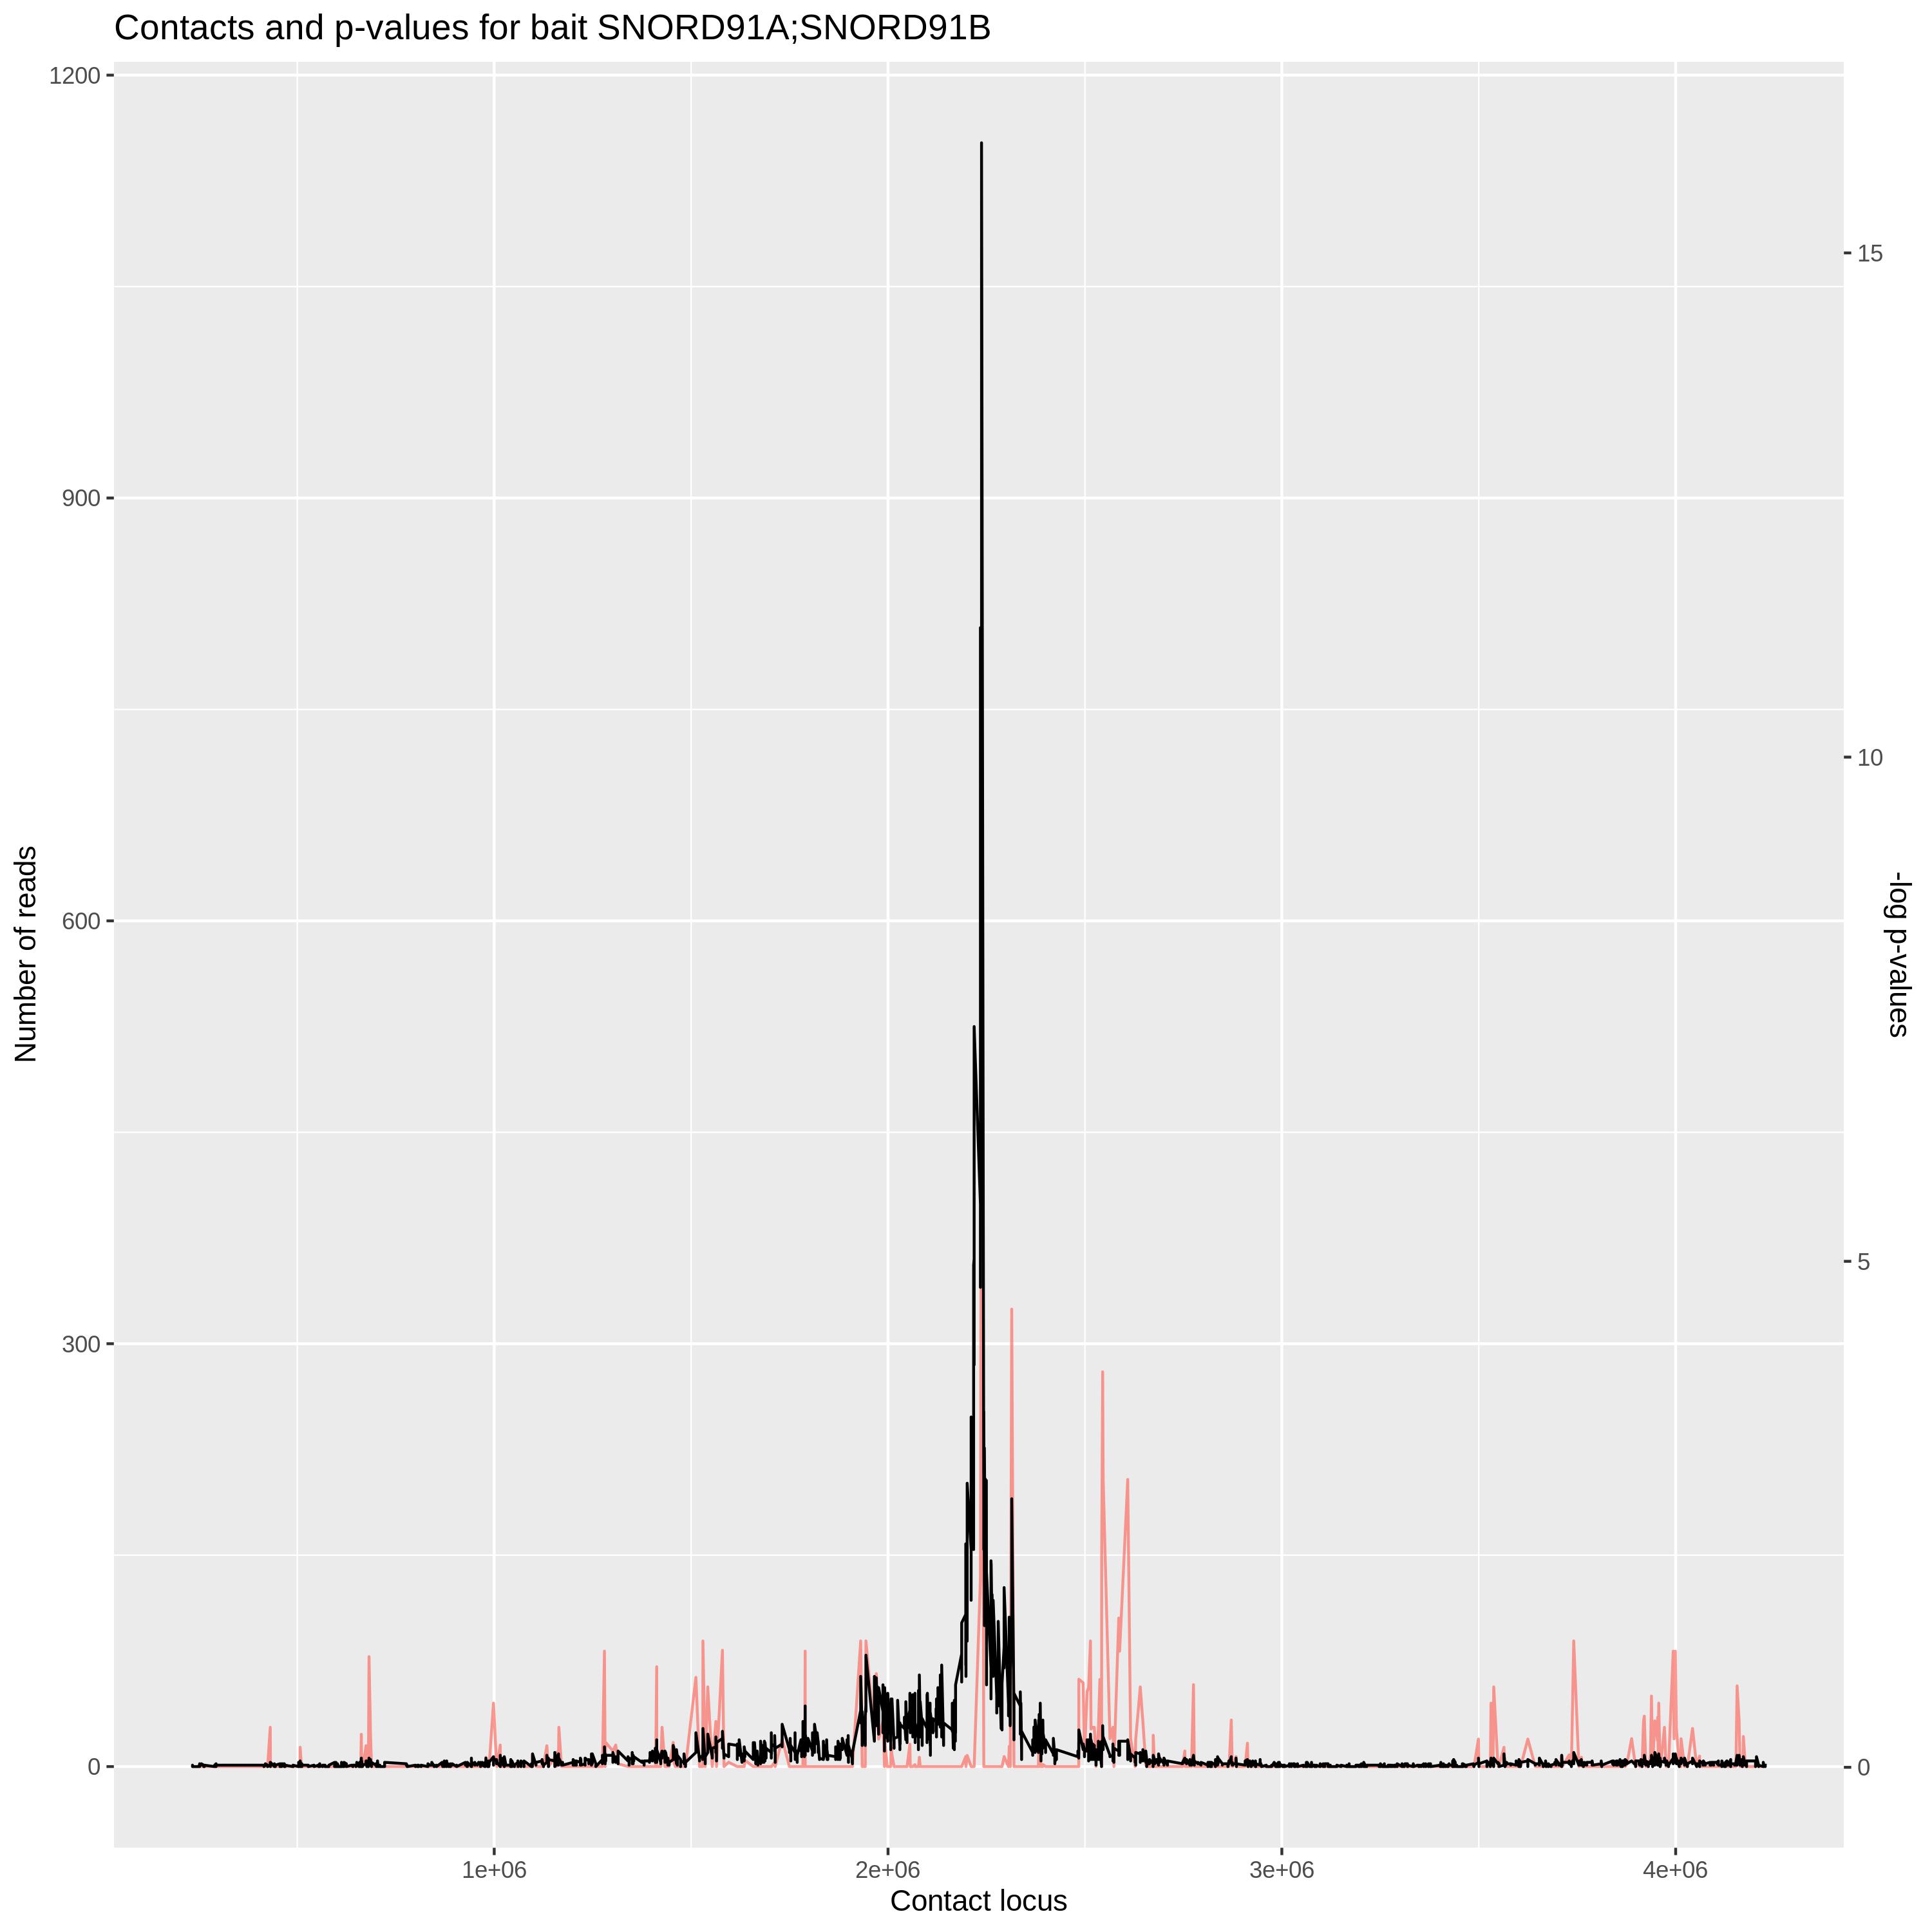 Contacts and p-values for bait SNORD91A;SNORD91B
1200
900
600
300
0
Number of reads
15
10
5
0
-log p-values
1e+06
2e+06
3e+06
4e+06
Contact locus